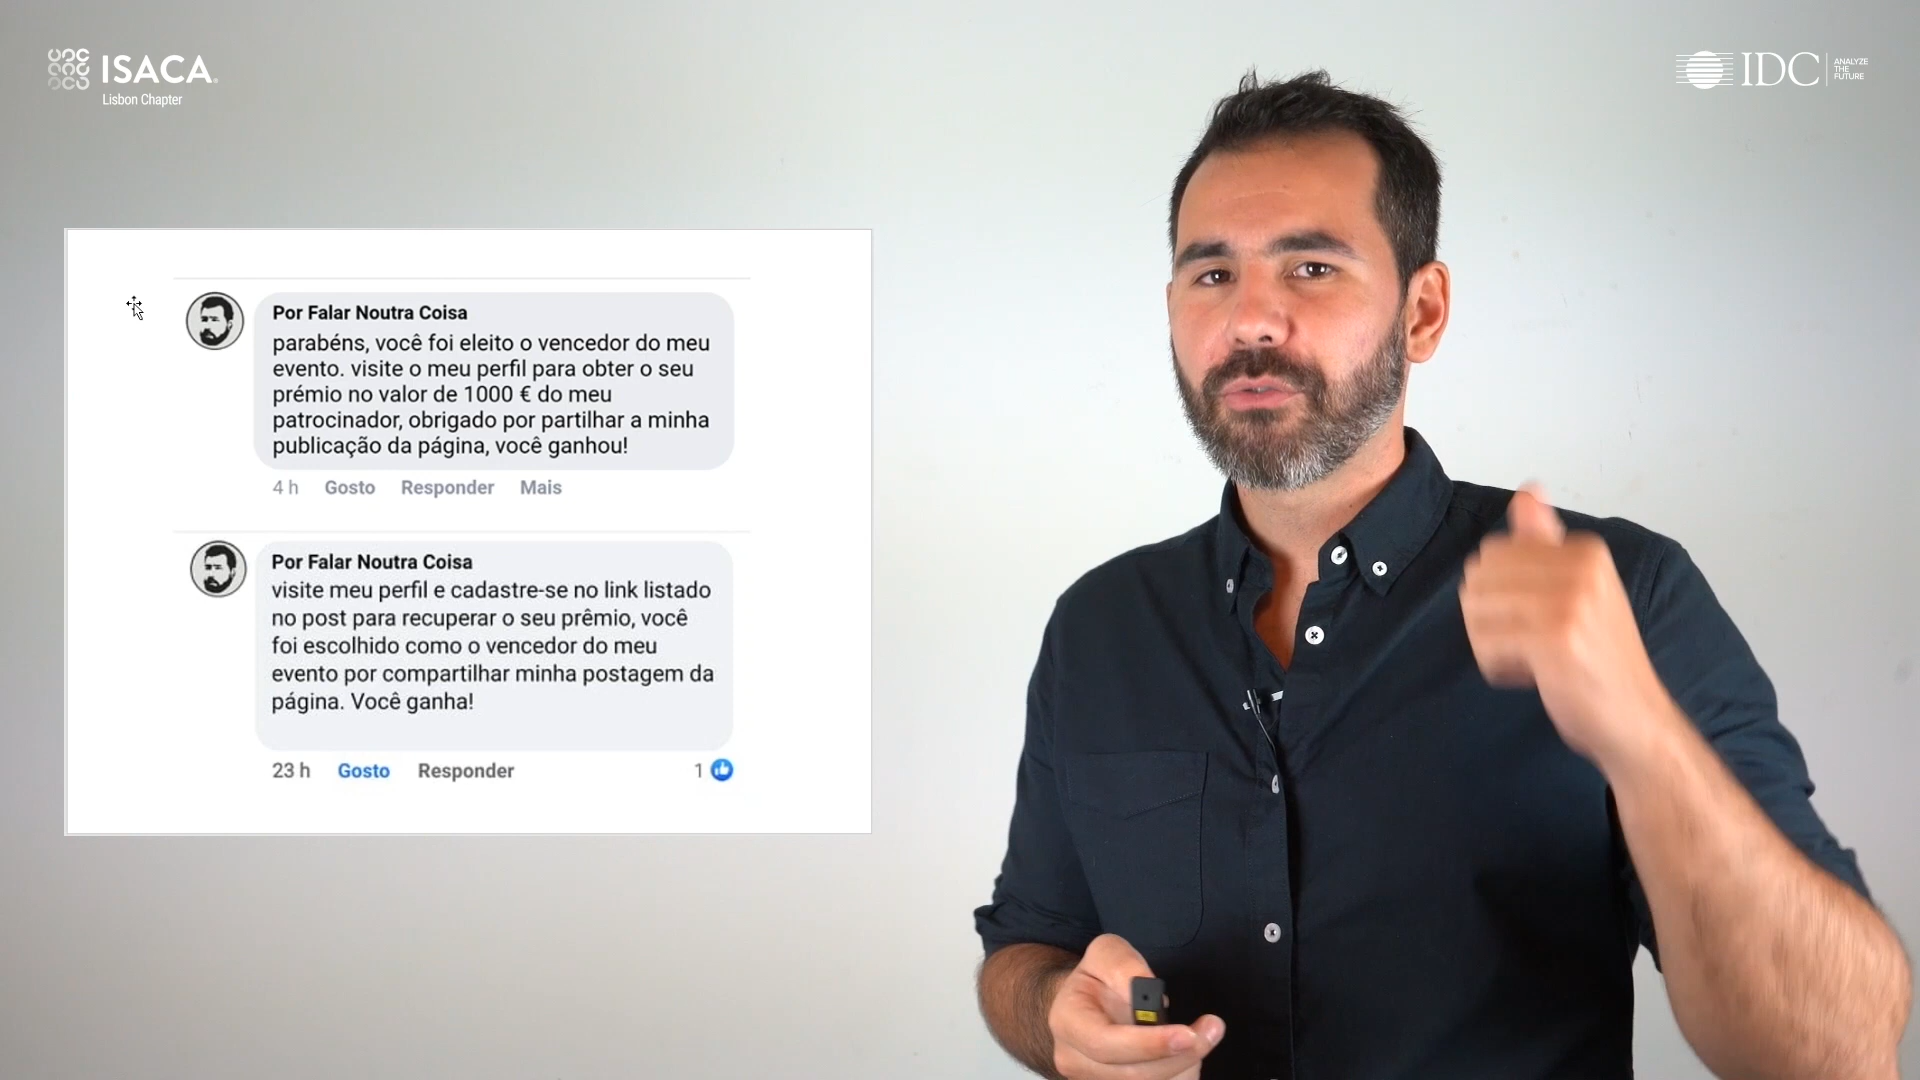 ISACA
Lisbon Chapter
IDC
ANALYZE
THE
FUTURE
Por Falar Noutra Coisa
parabéns, você foi eleito o vencedor do meu
evento. visite o meu perfil para obter o seu
prémio no valor de 1000 € do meu
patrocinador, obrigado por partilhar a minha
publicação da página, você ganhou!
4 h Gosto Responder Mais
Por Falar Noutra Coisa
visite meu perfil e cadastre-se no link listado
no post para recuperar o seu prêmio, você
foi escolhido como o vencedor do meu
evento por compartilhar minha postagem da
página. Você ganha!
23 h Gosto Responder 1